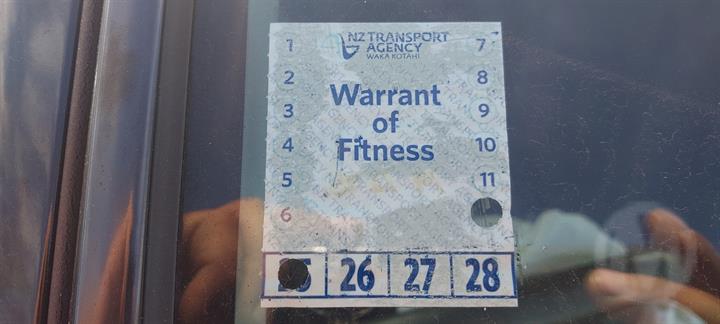 NZ TRANSPORT
AGENCY
WAKA KOTAHI
Warrant
of
Fitness
1 7
2 8
3 9
4 10
5 11
6
26 27 28